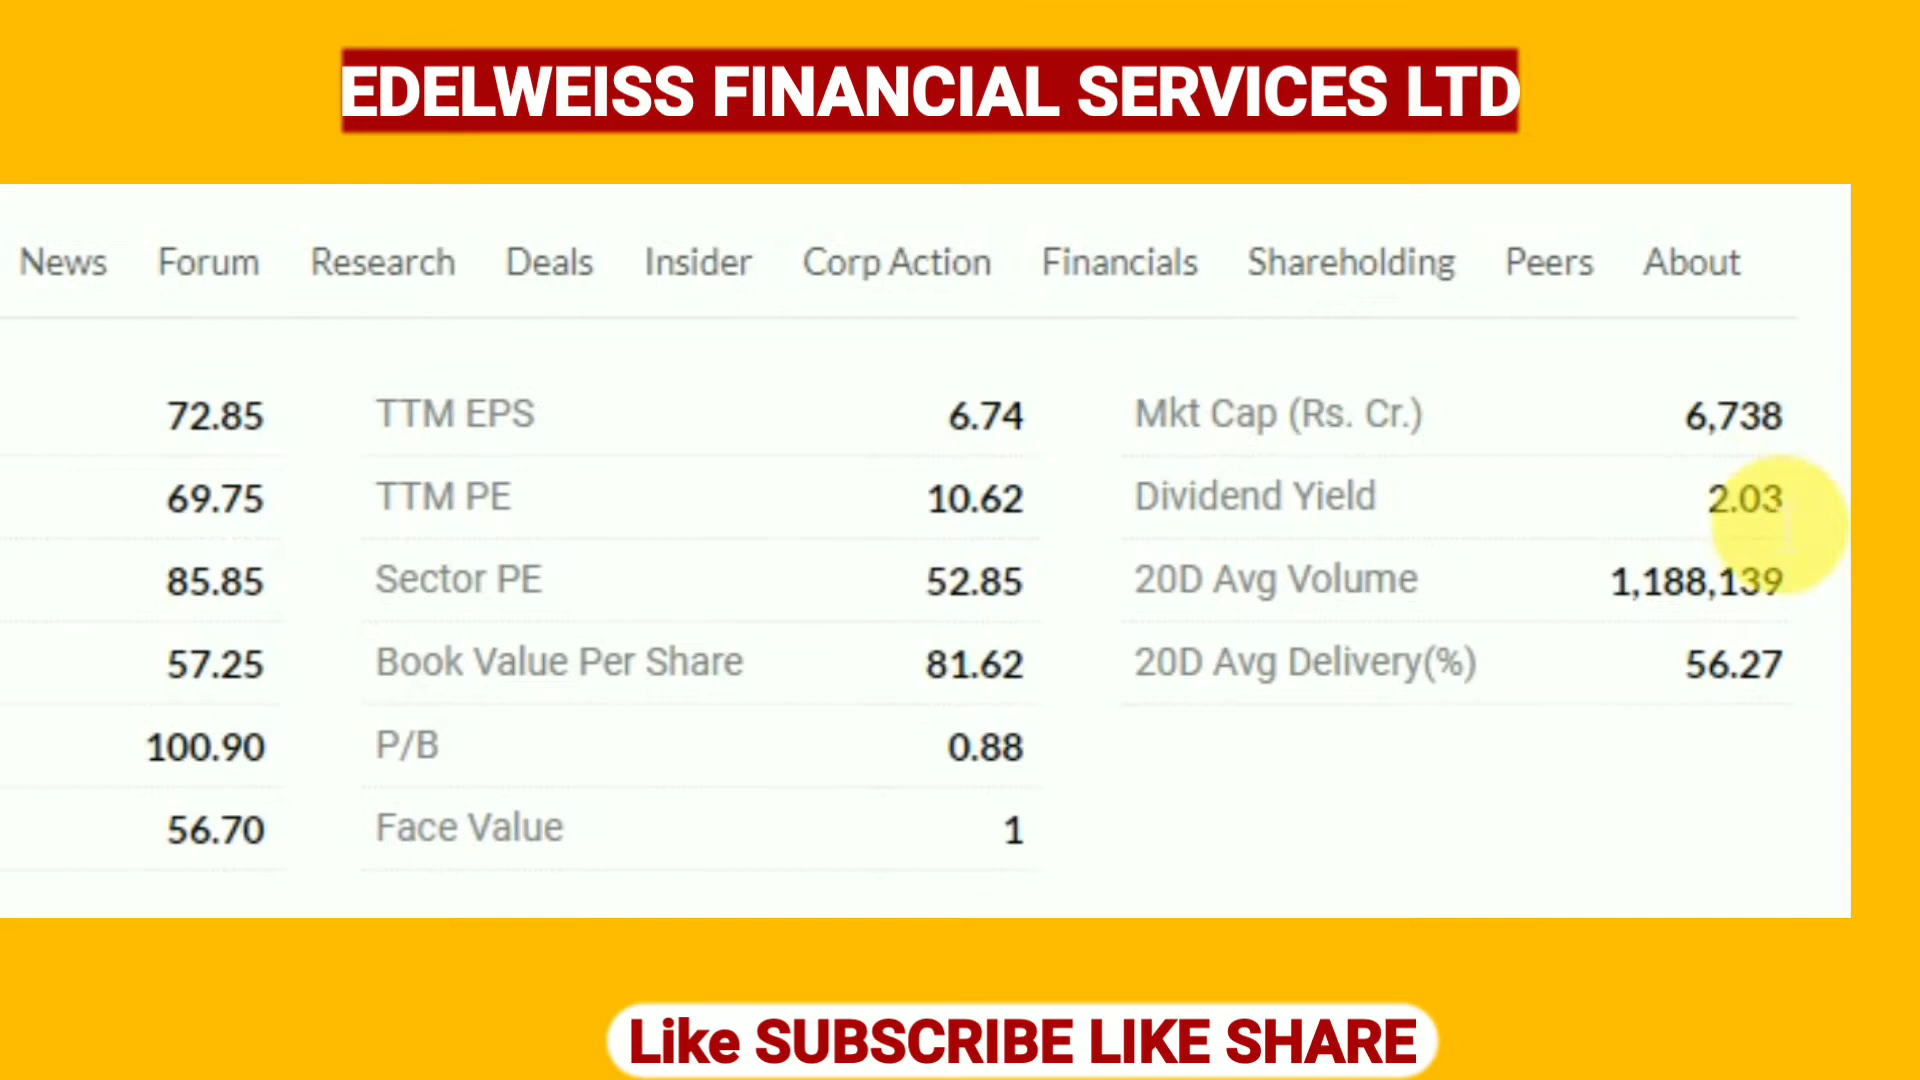 EDELWEISS FINANCIAL SERVICES LTD
News Forum Research Deals Insider Corp Action Financials Shareholding Peers About
72.85 TTM EPS 6.74 Mkt Cap (Rs. Cr.) 6,738
69.75 TTM PE 10.62 Dividend Yield 2.03
85.85 Sector PE 52.85 20D Avg Volume 1,188,139
57.25 Book Value Per Share 81.62 20D Avg Delivery(%) 56.27
100.90 P/B 0.88
56.70 Face Value 1
Like SUBSCRIBE LIKE SHARE